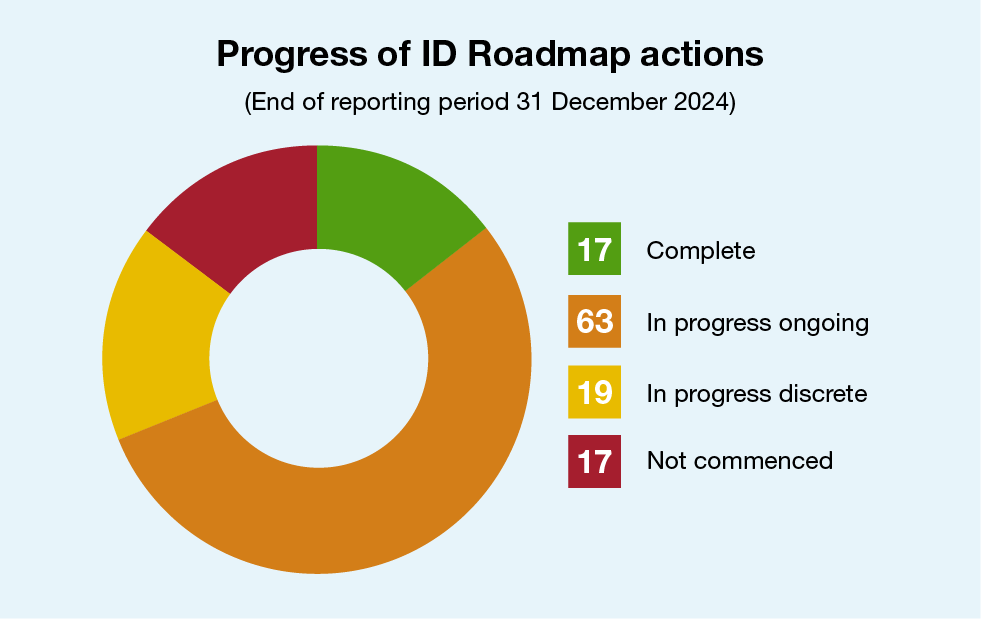 Progress of ID Roadmap actions
(End of reporting period 31 December 2024)
17 Complete
63 In progress ongoing
19 In progress discrete
17 Not commenced